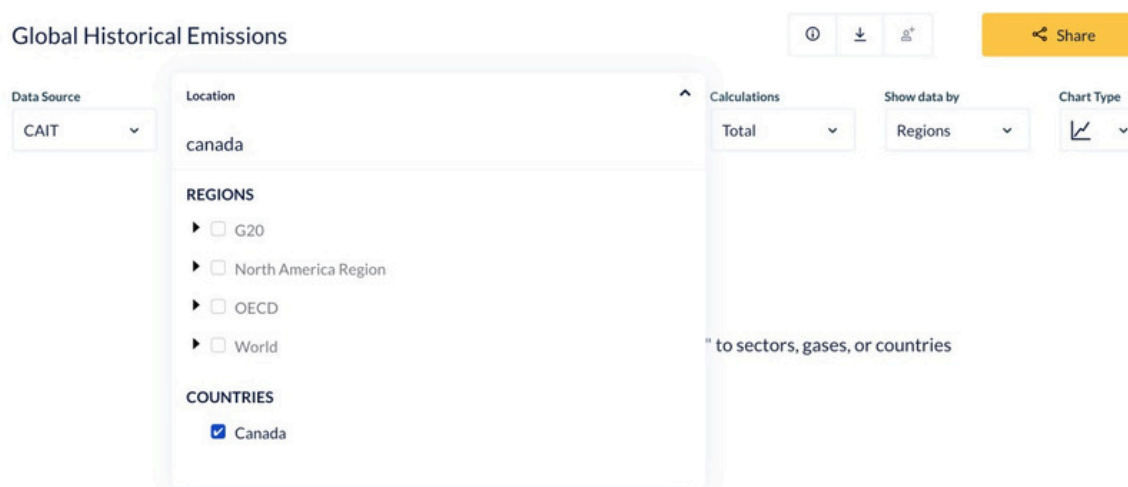 Global Historical Emissions
Share
Data Source
Location
Calculations
Show data by
Chart Type
CAIT
canada
Total
Regions
REGIONS
G20
North America Region
OECD
World
" to sectors, gases, or countries
COUNTRIES
Canada